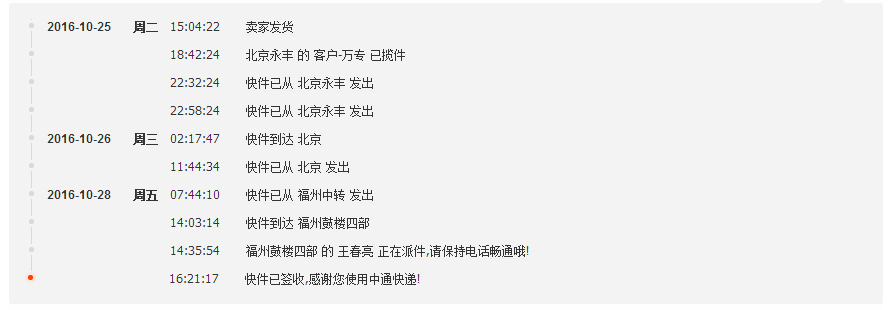 2016-10-25 周二 15:04:22 卖家发货
18:42:24 北京永丰 的 客户-万专 已揽件
22:32:24 快件已从 北京永丰 发出
22:58:24 快件已从 北京永丰 发出
2016-10-26 周三 02:17:47 快件到达 北京
11:44:34 快件已从 北京 发出
2016-10-28 周五 07:44:10 快件已从 福州中转 发出
14:03:14 快件到达 福州鼓楼四部
14:35:54 福州鼓楼四部 的 王春亮 正在派件,请保持电话畅通哦!
16:21:17 快件已签收,感谢您使用中通快递!